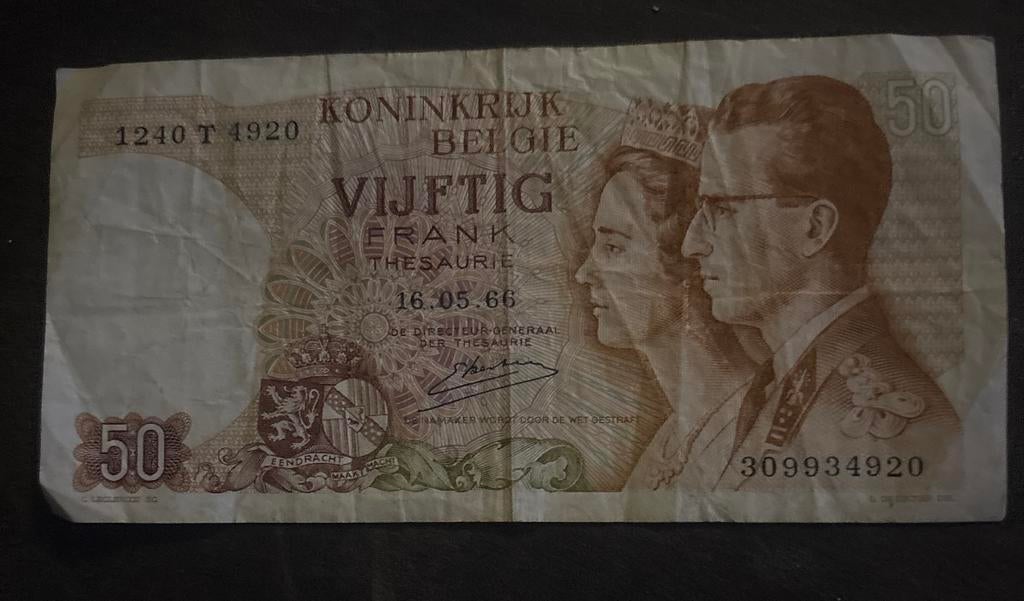 1240 T 4920
KONINKRIJK
BELGIE
VIJFTIG
FRANK
THESAURIE
16.05.66
DE DIRECTEUR-GENERAAL
DER THESAURIE
DE NAMAKER WORDT DOOR DE WET GESTRAFT
EENDRACHT
MAAKT MACHT
50
50
309934920